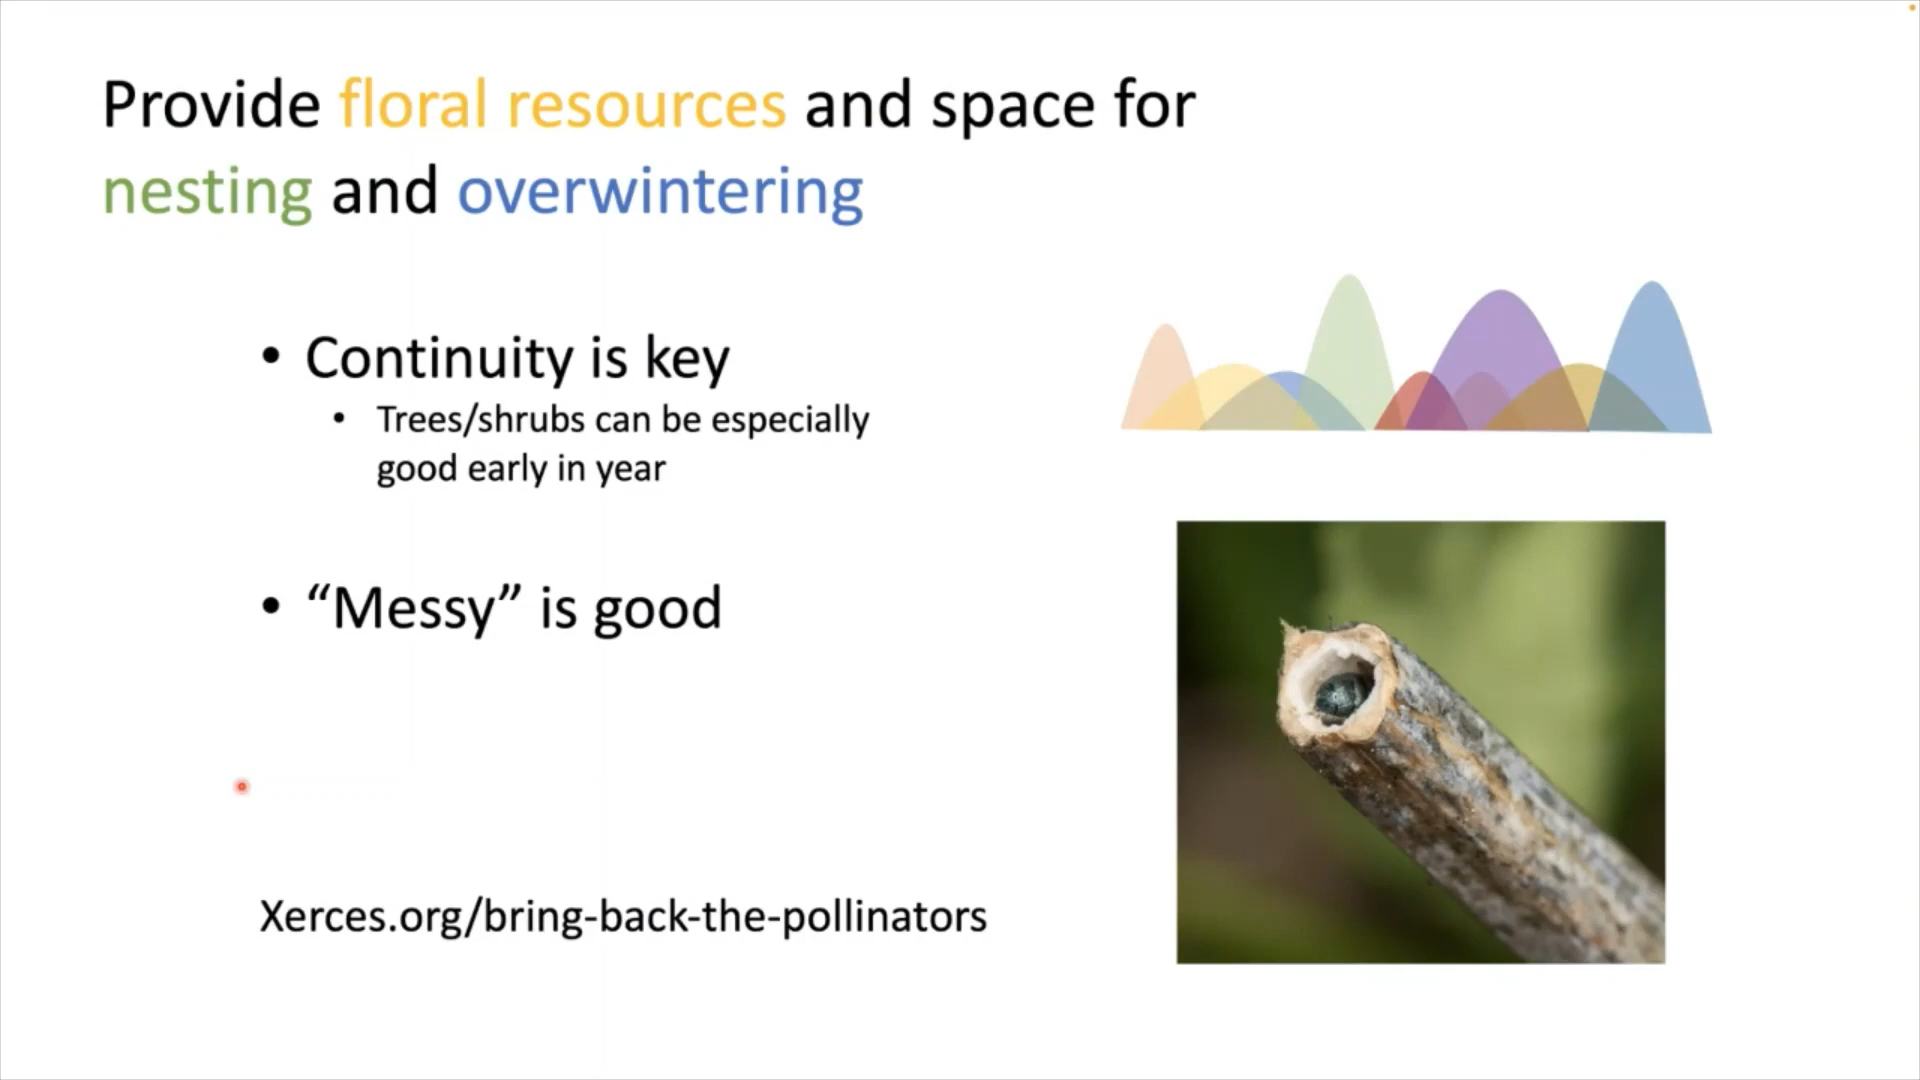 Provide floral resources and space for
nesting and overwintering
• Continuity is key
• Trees/shrubs can be especially
good early in year
• “Messy” is good
Xerces.org/bring-back-the-pollinators